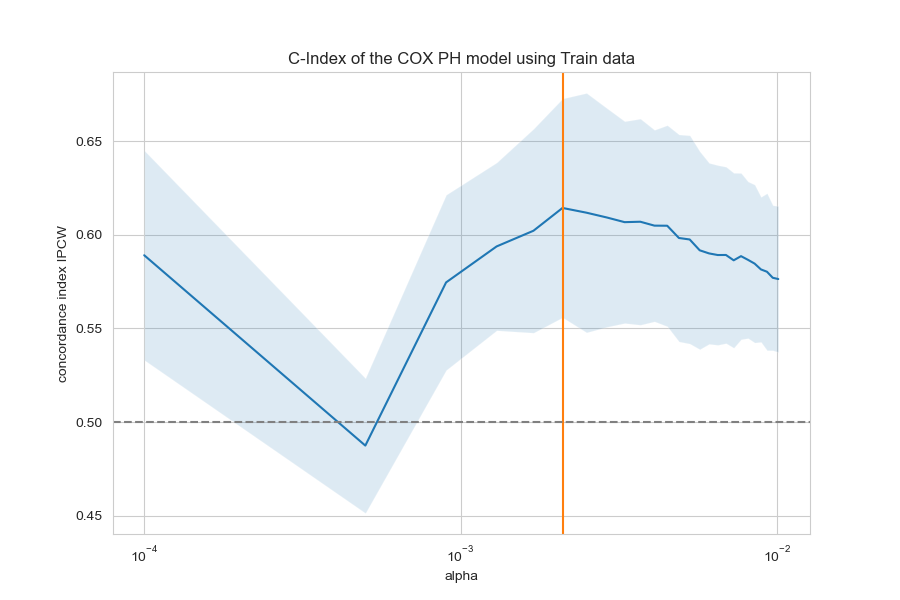 C-Index of the COX PH model using Train data
concordance index IPCW
0.65
0.60
0.55
0.50
0.45
10⁻⁴
10⁻³
10⁻²
alpha